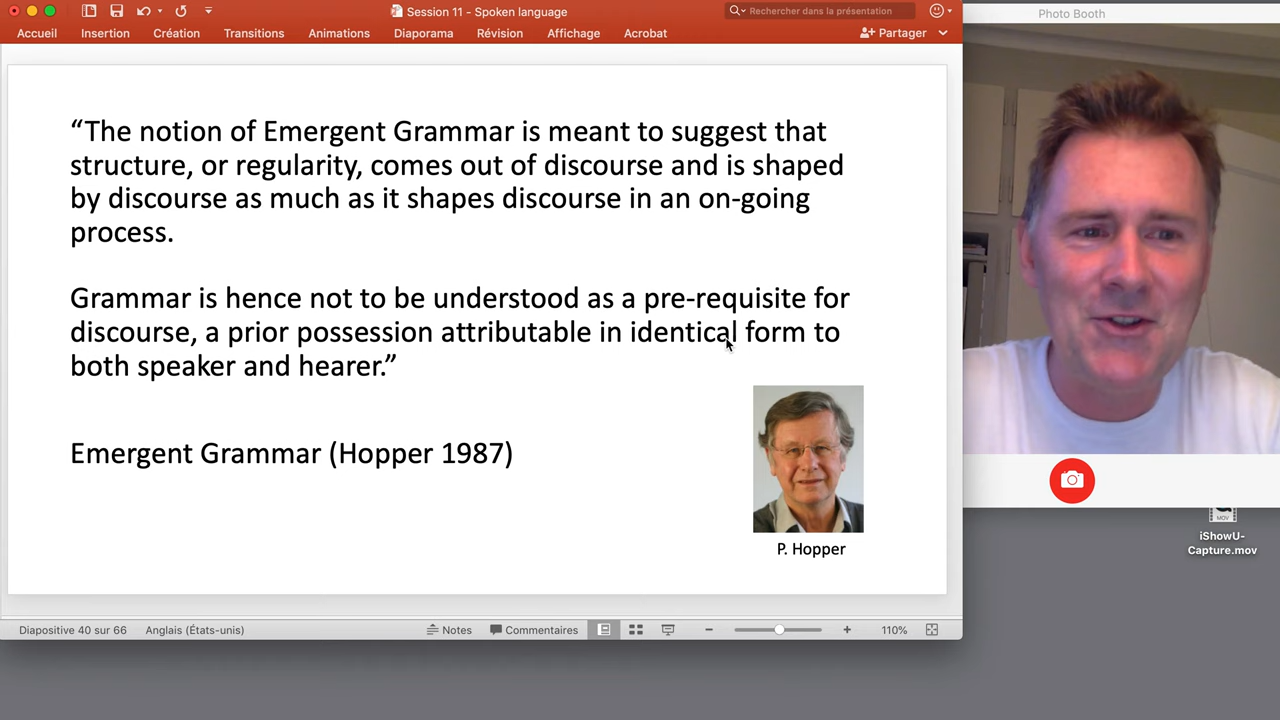 Session 11 - Spoken language
Rechercher dans la présentation
Photo Booth
Accueil Insertion Création Transitions Animations Diaporama Révision Affichage Acrobat Partager
“The notion of Emergent Grammar is meant to suggest that
structure, or regularity, comes out of discourse and is shaped
by discourse as much as it shapes discourse in an on-going
process.
Grammar is hence not to be understood as a pre-requisite for
discourse, a prior possession attributable in identical form to
both speaker and hearer.”
Emergent Grammar (Hopper 1987)
P. Hopper
MOV
iShowU-
Capture.mov
Diapositive 40 sur 66 Anglais (États-unis) Notes Commentaires 110%